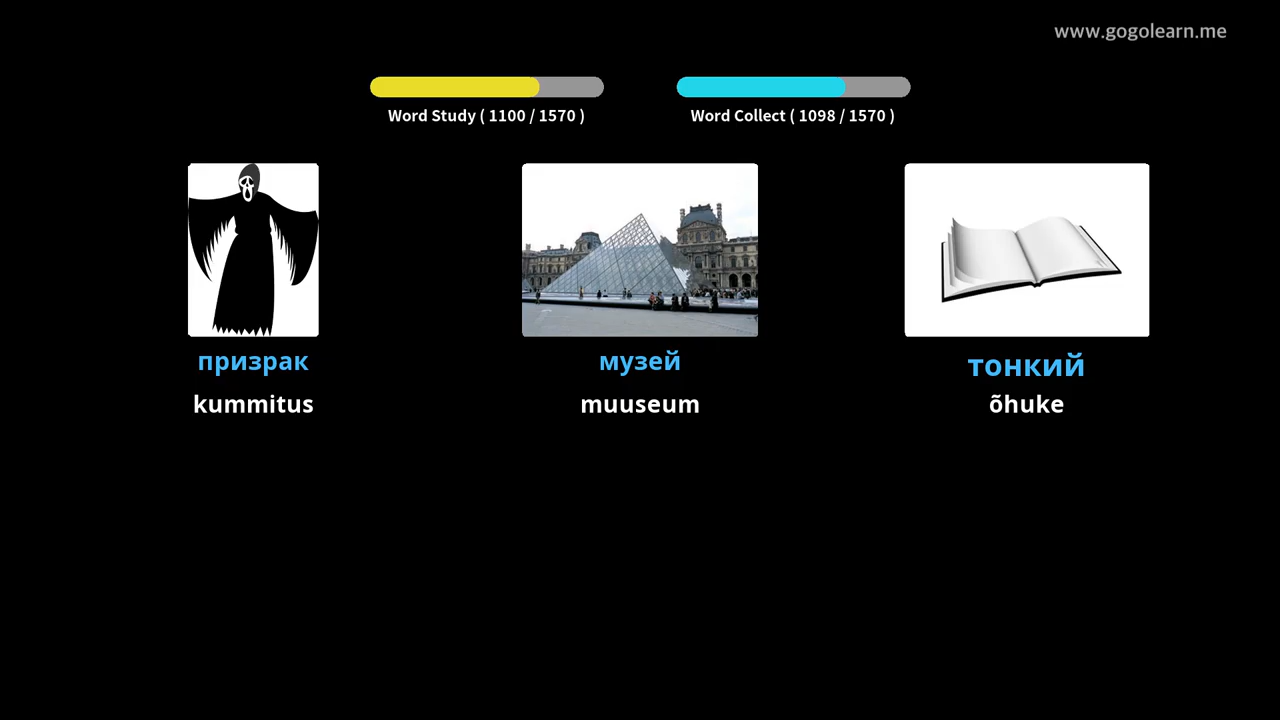 www.gogolearn.me
Word Study ( 1100 / 1570 )
Word Collect ( 1098 / 1570 )
призрак
музей
тонкий
kummitus
muuseum
õhuke